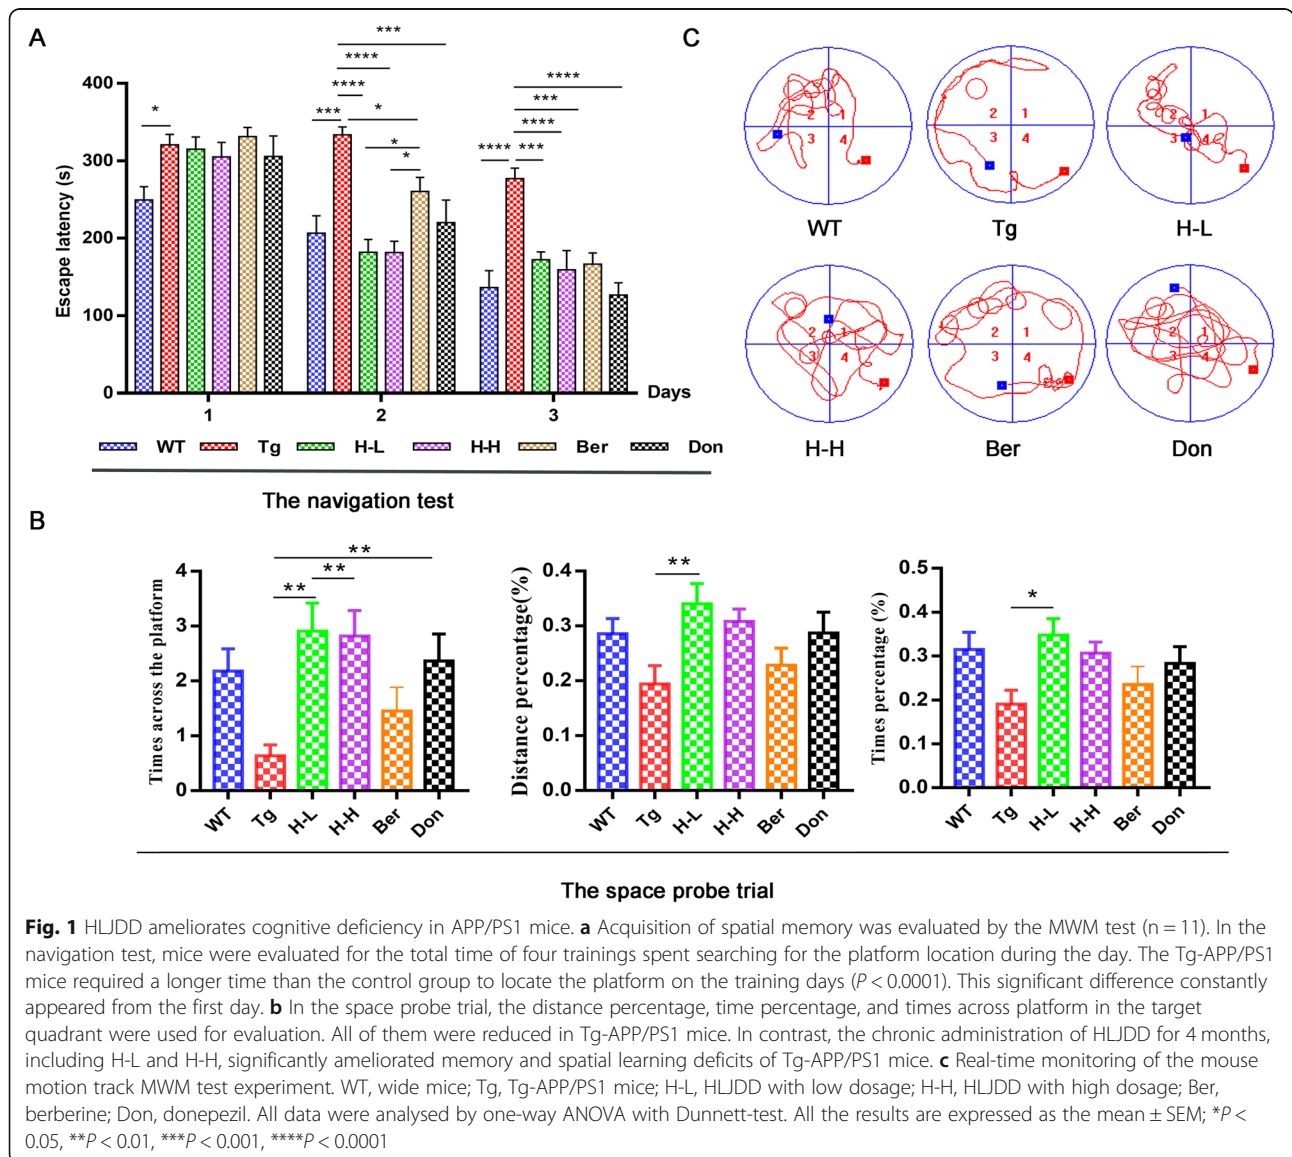 A
***
****
****
***
*
*
*
*
****
***
****
****
***
400
300
200
100
0
Escape latency (s)
1
2
3
Days
WT
Tg
H-L
H-H
Ber
Don
The navigation test
C
2
1
3
4
WT
2
1
3
4
Tg
2
1
3
4
H-L
2
1
3
4
H-H
2
1
3
4
Ber
2
1
3
4
Don
B
Times across the platform
4
3
2
1
0
**
**
**
WT
Tg
H-L
H-H
Ber
Don
Distance percentage(%)
0.4
0.3
0.2
0.1
0.0
**
WT
Tg
H-L
H-H
Ber
Don
Times percentage (%)
0.5
0.4
0.3
0.2
0.1
0.0
*
WT
Tg
H-L
H-H
Ber
Don
The space probe trial
Fig. 1 HLJDD ameliorates cognitive deficiency in APP/PS1 mice. a Acquisition of spatial memory was evaluated by the MWM test (n = 11). In the
navigation test, mice were evaluated for the total time of four trainings spent searching for the platform location during the day. The Tg-APP/PS1
mice required a longer time than the control group to locate the platform on the training days (P < 0.0001). This significant difference constantly
appeared from the first day. b In the space probe trial, the distance percentage, time percentage, and times across platform in the target
quadrant were used for evaluation. All of them were reduced in Tg-APP/PS1 mice. In contrast, the chronic administration of HLJDD for 4 months,
including H-L and H-H, significantly ameliorated memory and spatial learning deficits of Tg-APP/PS1 mice. c Real-time monitoring of the mouse
motion track MWM test experiment. WT, wide mice; Tg, Tg-APP/PS1 mice; H-L, HLJDD with low dosage; H-H, HLJDD with high dosage; Ber,
berberine; Don, donepezil. All data were analysed by one-way ANOVA with Dunnett-test. All the results are expressed as the mean ± SEM; *P <
0.05, **P < 0.01, ***P < 0.001, ****P < 0.0001